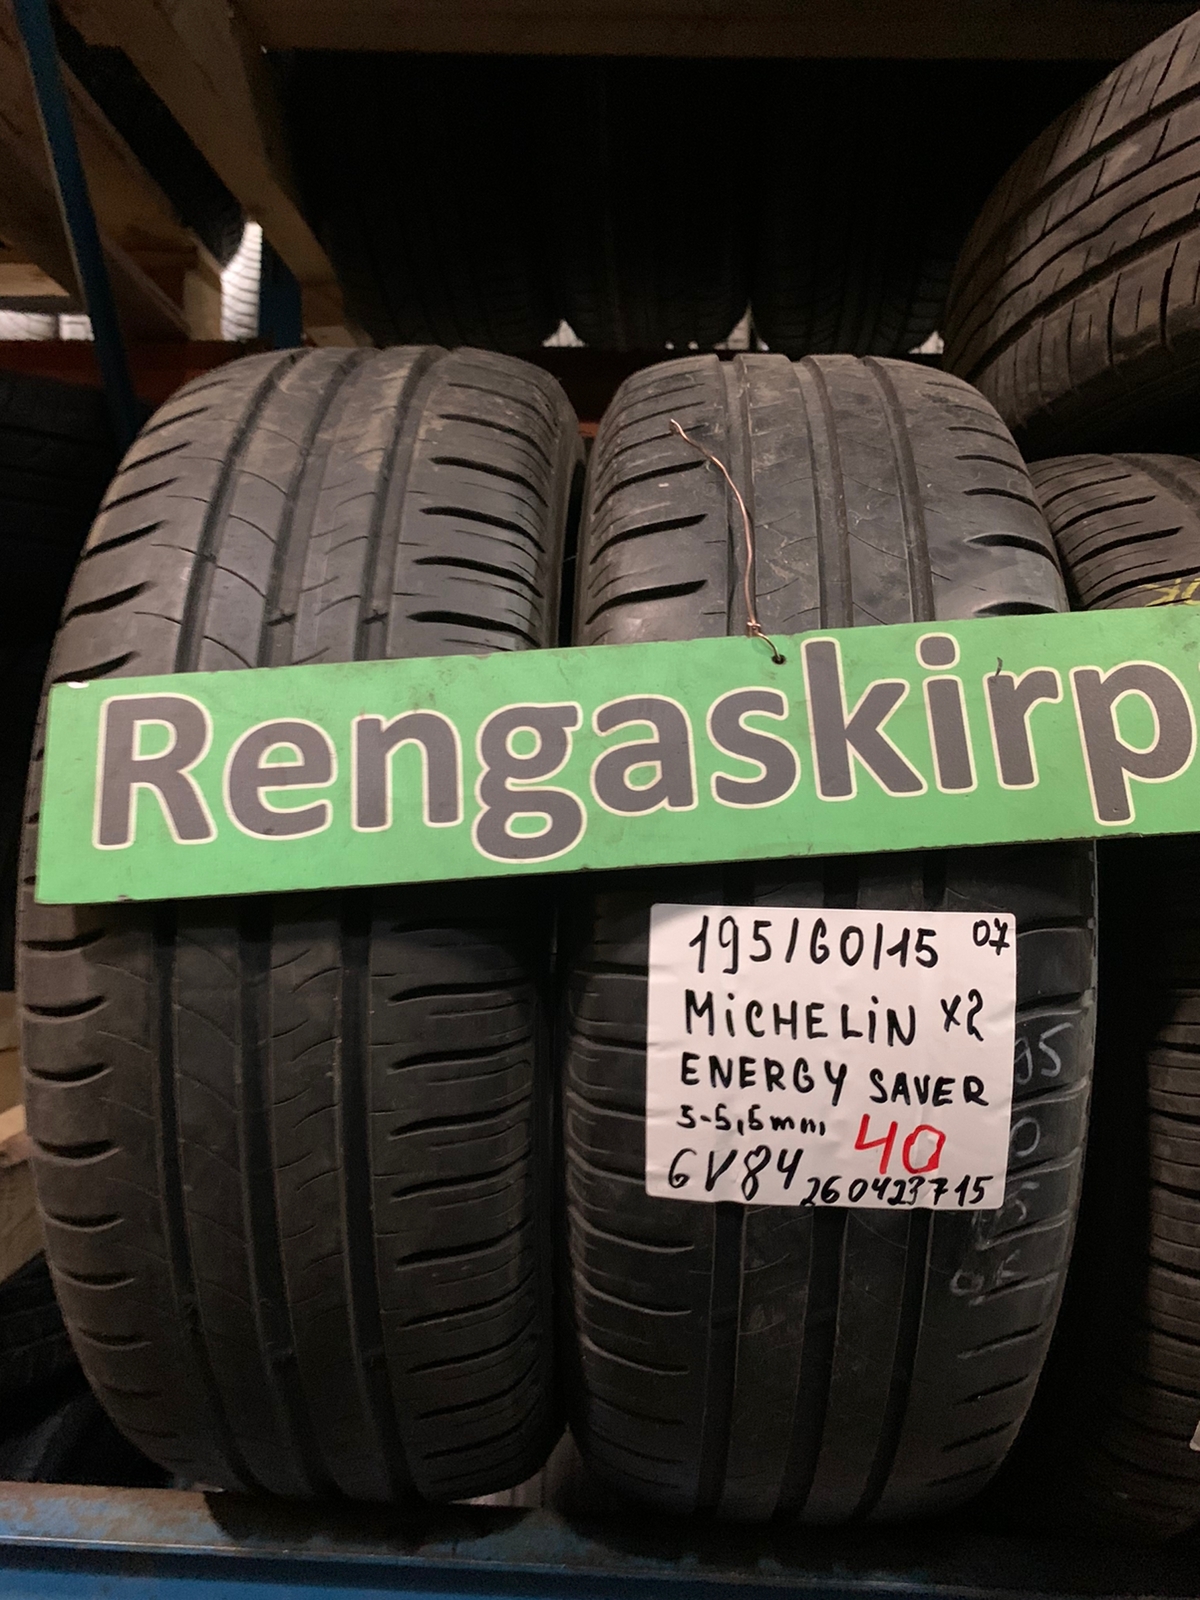 Rengaskirp
195/60/15 07
MiCHELiN x2
ENERGY SAVER
5-5,5mm, 40
GV84 260423715